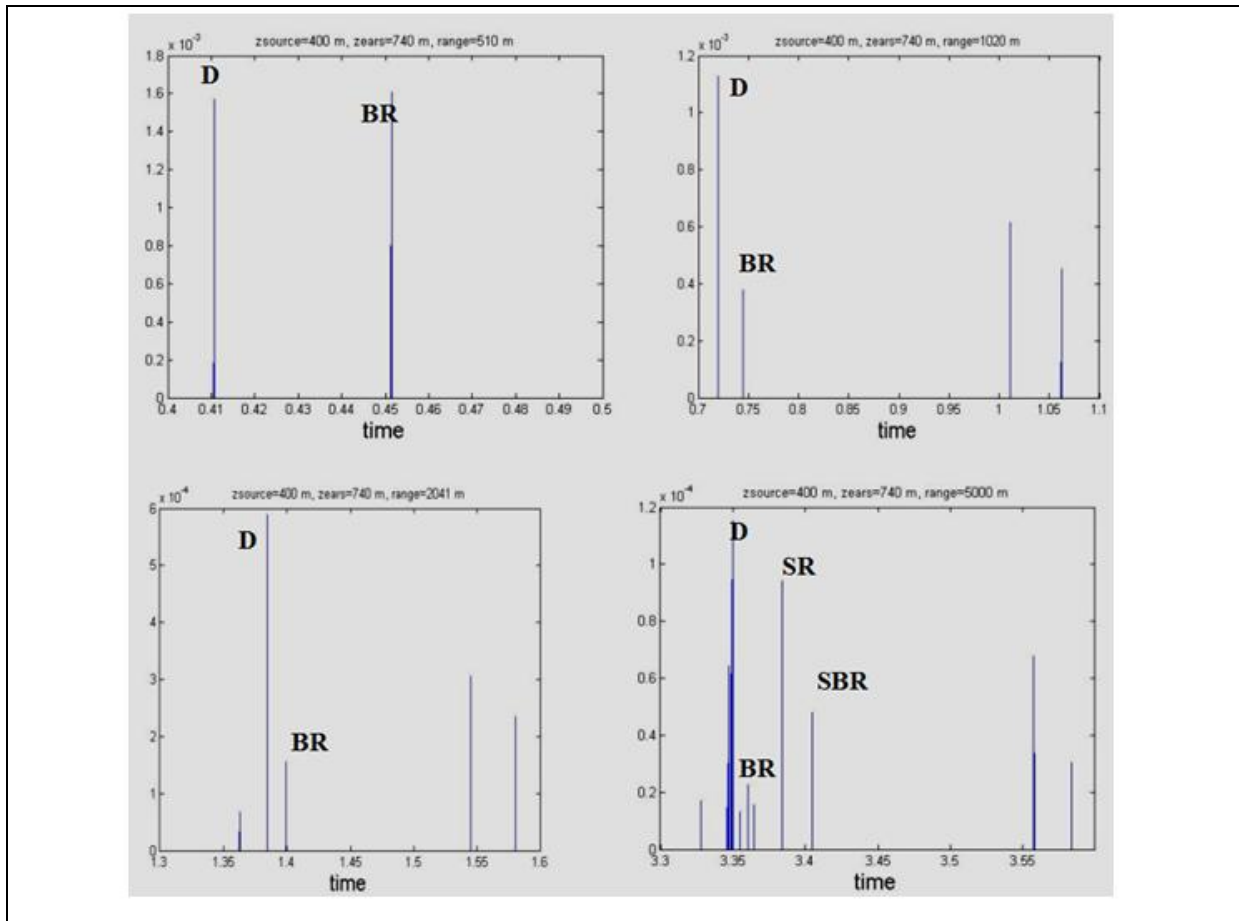 zsource=400 m, zears=740 m, range=510 m
x 10⁻³
1.8
1.6
1.4
1.2
1
0.8
0.6
0.4
0.2
0
D
BR
0.4 0.41 0.42 0.43 0.44 0.45 0.46 0.47 0.48 0.49 0.5
time
zsource=400 m, zears=740 m, range=1020 m
x 10⁻³
1.2
1
0.8
0.6
0.4
0.2
0
D
BR
0.7 0.75 0.8 0.85 0.9 0.95 1 1.05 1.1
time
zsource=400 m, zears=740 m, range=2041 m
x 10⁻⁴
6
5
4
3
2
1
0
D
BR
1.3 1.35 1.4 1.45 1.5 1.55 1.6
time
zsource=400 m, zears=740 m, range=5000 m
x 10⁻⁴
1.2
1
0.8
0.6
0.4
0.2
0
D
SR
SBR
BR
3.3 3.35 3.4 3.45 3.5 3.55
time